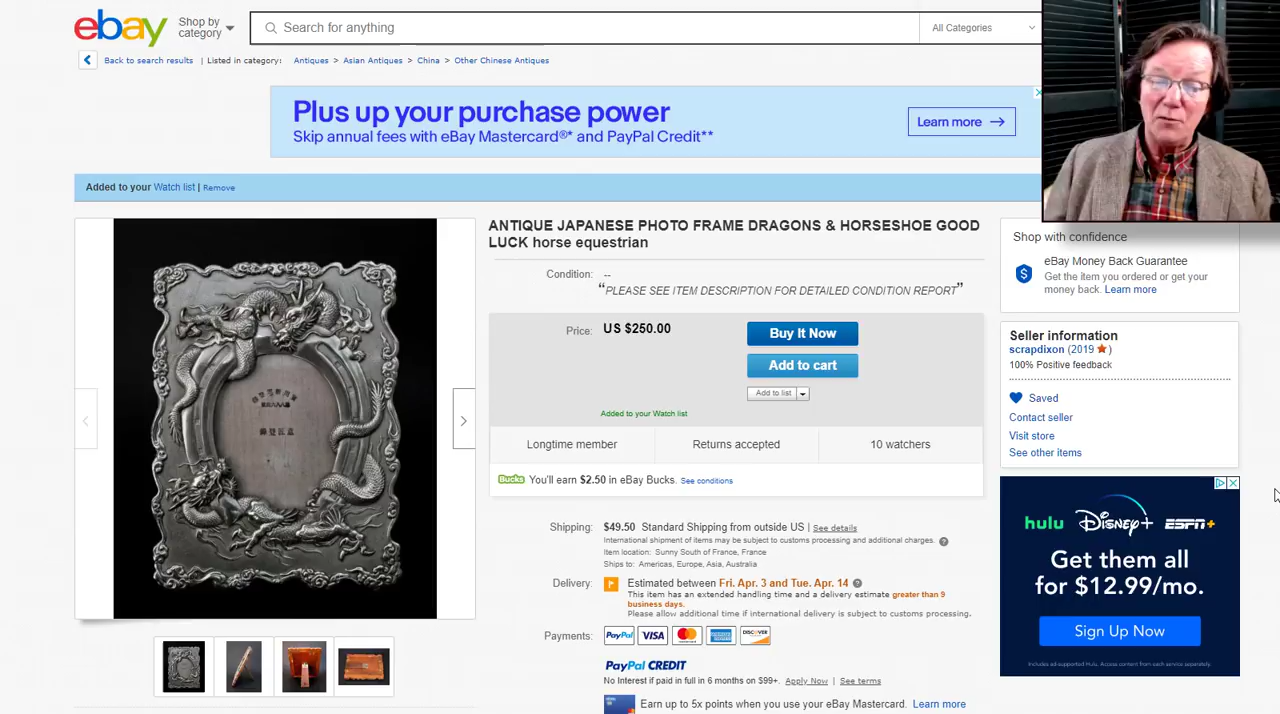 ebay
Shop by
category
Search for anything
All Categories
Back to search results
Listed in category:
Antiques > Asian Antiques > China > Other Chinese Antiques
Plus up your purchase power
Skip annual fees with eBay Mastercard®* and PayPal Credit**
Learn more →
Added to your Watch list | Remove
ANTIQUE JAPANESE PHOTO FRAME DRAGONS & HORSESHOE GOOD
LUCK horse equestrian
Condition: --
“PLEASE SEE ITEM DESCRIPTION FOR DETAILED CONDITION REPORT”
Price: US $250.00
Buy It Now
Add to cart
Add to list
Added to your Watch list
Longtime member
Returns accepted
10 watchers
Bucks You'll earn $2.50 in eBay Bucks. See conditions
Shipping: $49.50 Standard Shipping from outside US | See details
International shipment of items may be subject to customs processing and additional charges.
Item location: Sunny South of France, France
Ships to: Americas, Europe, Asia, Australia
Delivery: Estimated between Fri. Apr. 3 and Tue. Apr. 14
This item has an extended handling time and a delivery estimate greater than 9
business days.
Please allow additional time if international delivery is subject to customs processing.
Payments: PayPal VISA DISCOVER
PayPal CREDIT
No Interest if paid in full in 6 months on $99+. Apply Now | See terms
Earn up to 5x points when you use your eBay Mastercard. Learn more
Shop with confidence
eBay Money Back Guarantee
Get the item you ordered or get your
money back. Learn more
Seller information
scrapdixon (2019 ★)
100% Positive feedback
Saved
Contact seller
Visit store
See other items
hulu Disney+ ESPN+
Get them all
for $12.99/mo.
Sign Up Now
Includes ad-supported Hulu. Access content from each service separately.